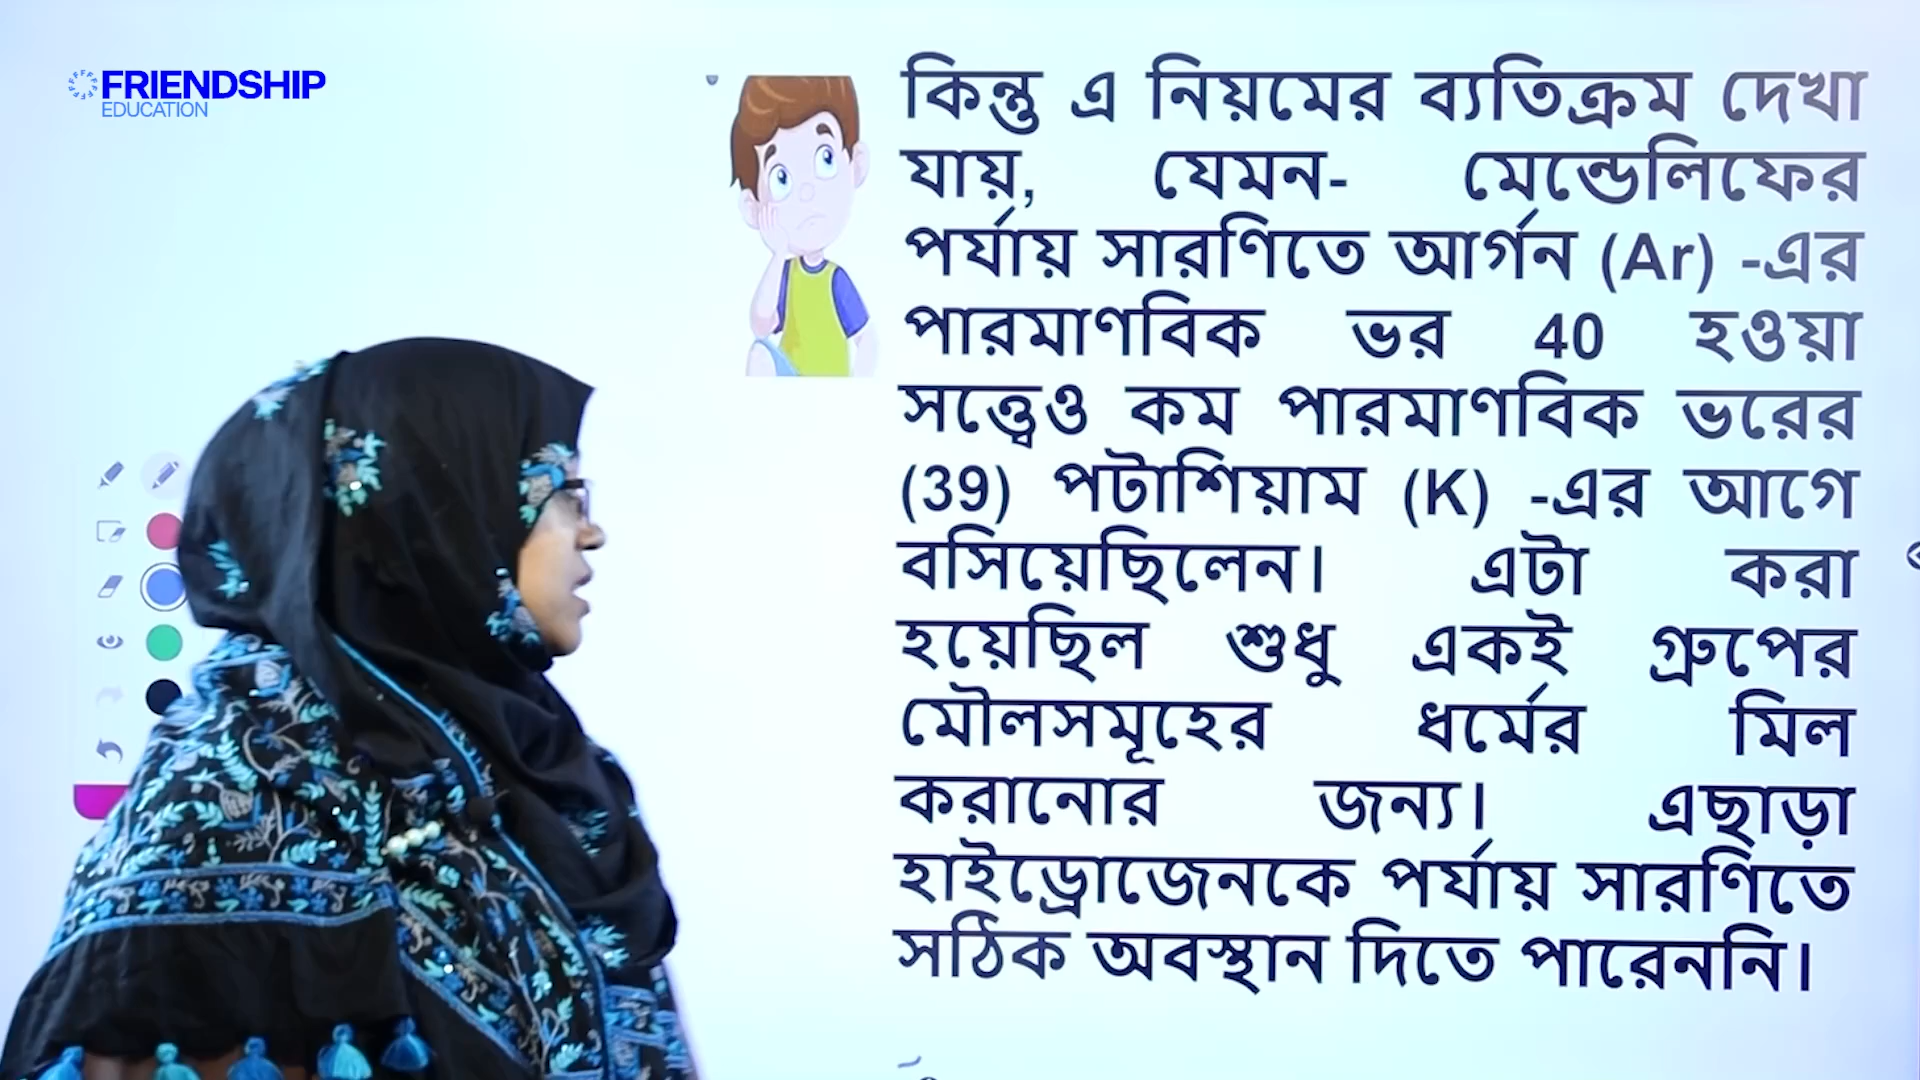 FRIENDSHIP
EDUCATION
কিন্তু এ নিয়মের ব্যতিক্রম দেখা
যায়, যেমন- মেন্ডেলিফের
পর্যায় সারণিতে আর্গন (Ar) -এর
পারমাণবিক ভর 40 হওয়া
সত্ত্বেও কম পারমাণবিক ভরের
(39) পটাশিয়াম (K) -এর আগে
বসিয়েছিলেন। এটা করা
হয়েছিল শুধু একই গ্রুপের
মৌলসমূহের ধর্মের মিল
করানোর জন্য। এছাড়া
হাইড্রোজেনকে পর্যায় সারণিতে
সঠিক অবস্থান দিতে পারেননি।